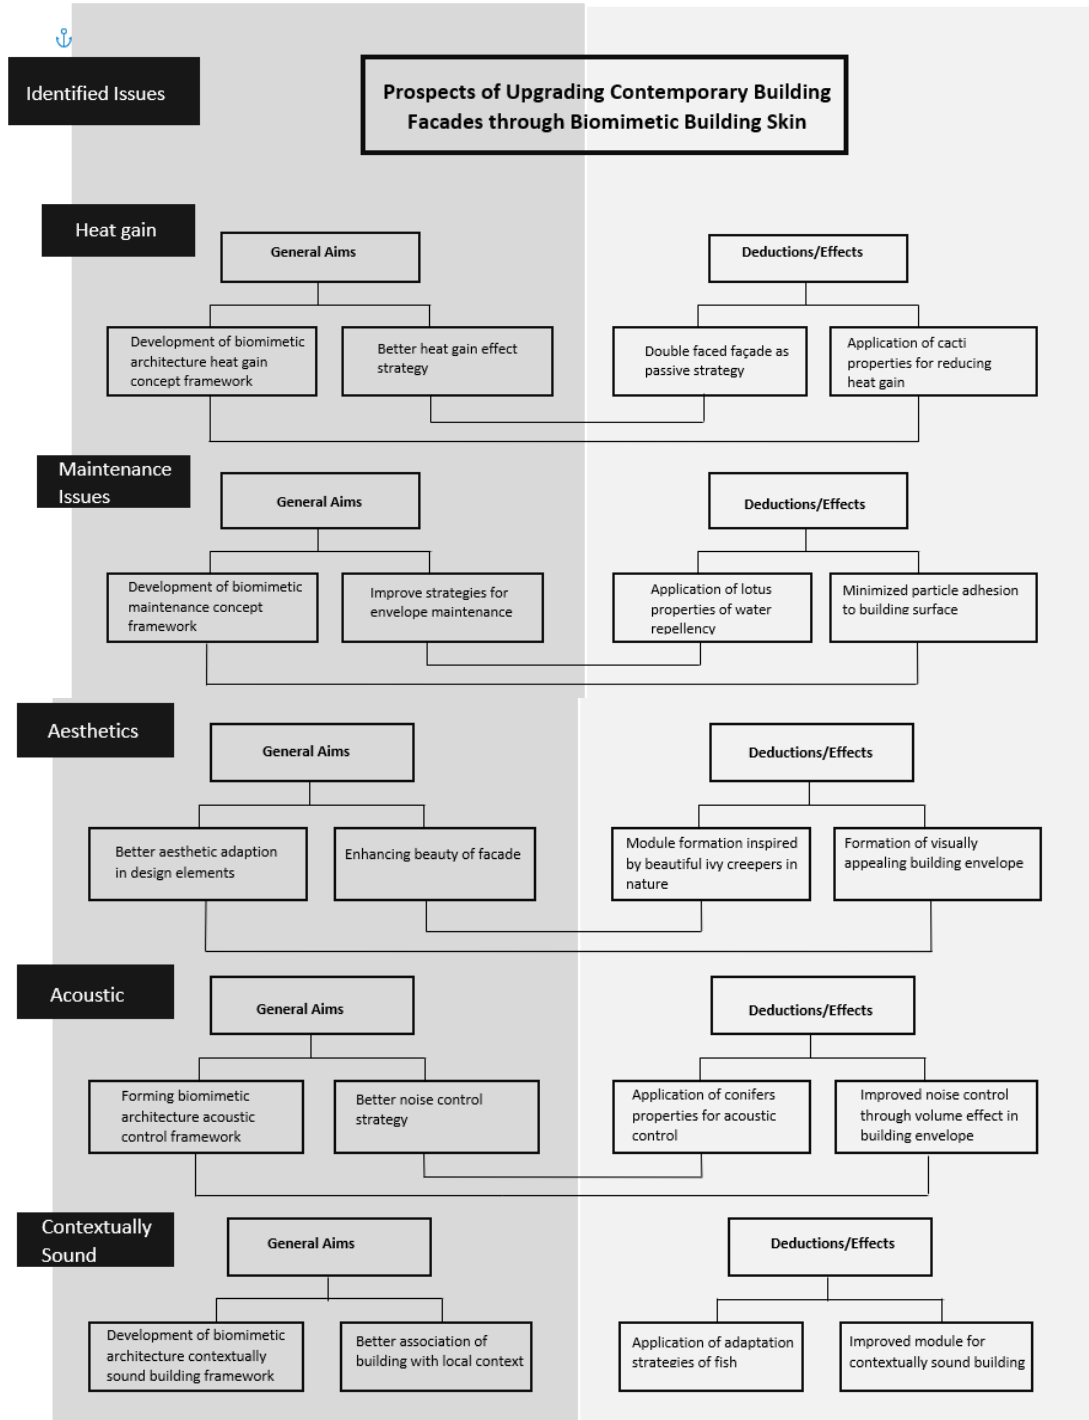 Identified Issues
Prospects of Upgrading Contemporary Building
Facades through Biomimetic Building Skin
Heat gain
General Aims
Deductions/Effects
Development of biomimetic
architecture heat gain
concept framework
Better heat gain effect
strategy
Double faced façade as
passive strategy
Application of cacti
properties for reducing
heat gain
Maintenance
Issues
General Aims
Deductions/Effects
Development of biomimetic
maintenance concept
framework
Improve strategies for
envelope maintenance
Application of lotus
properties of water
repellency
Minimized particle adhesion
to building surface
Aesthetics
General Aims
Deductions/Effects
Better aesthetic adaption
in design elements
Enhancing beauty of facade
Module formation inspired
by beautiful ivy creepers in
nature
Formation of visually
appealing building envelope
Acoustic
General Aims
Deductions/Effects
Forming biomimetic
architecture acoustic
control framework
Better noise control
strategy
Application of conifers
properties for acoustic
control
Improved noise control
through volume effect in
building envelope
Contextually
Sound
General Aims
Deductions/Effects
Development of biomimetic
architecture contextually
sound building framework
Better association of
building with local context
Application of adaptation
strategies of fish
Improved module for
contextually sound building